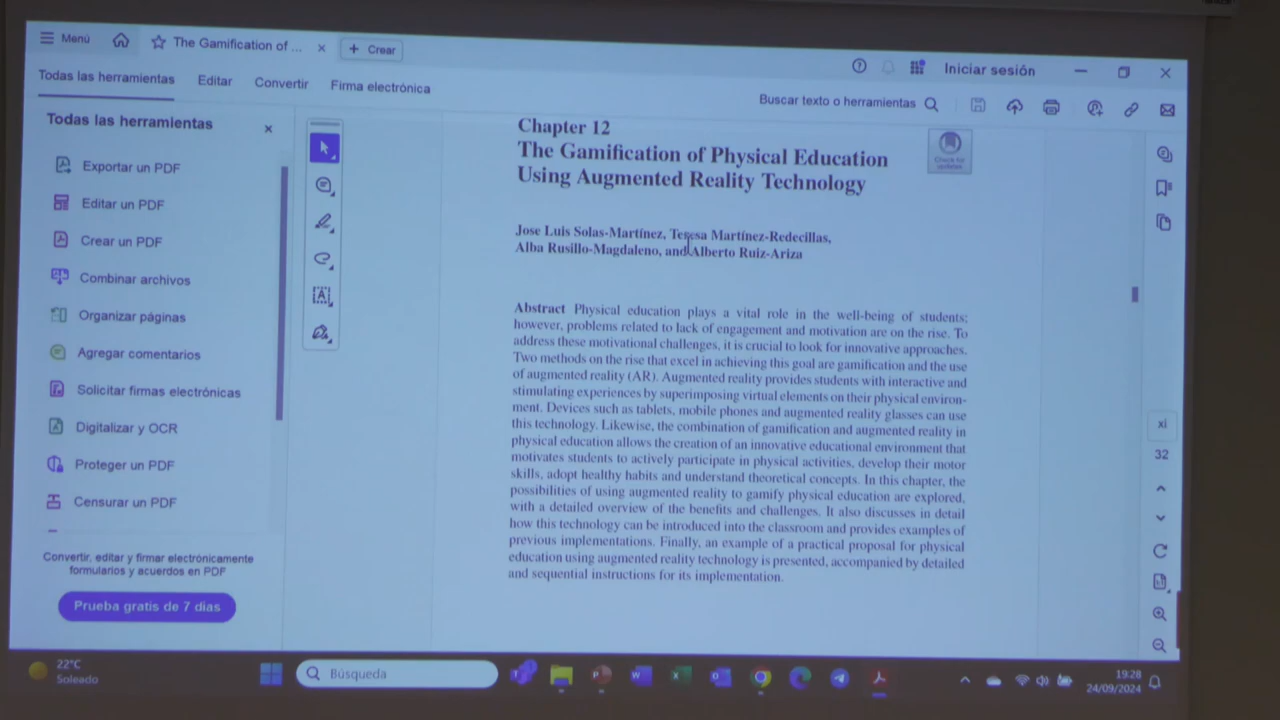 Menú
The Gamification of ...
Crear
Iniciar sesión
Todas las herramientas
Editar
Convertir
Firma electrónica
Buscar texto o herramientas
Todas las herramientas
Exportar un PDF
Editar un PDF
Crear un PDF
Combinar archivos
Organizar páginas
Agregar comentarios
Solicitar firmas electrónicas
Digitalizar y OCR
Proteger un PDF
Censurar un PDF
Convertir, editar y firmar electrónicamente
formularios y acuerdos en PDF
Prueba gratis de 7 días
Chapter 12
The Gamification of Physical Education
Using Augmented Reality Technology
Check for
updates
Jose Luis Solas-Martínez, Teresa Martínez-Redecillas,
Alba Rusillo-Magdaleno, and Alberto Ruiz-Ariza
Abstract Physical education plays a vital role in the well-being of students;
however, problems related to lack of engagement and motivation are on the rise. To
address these motivational challenges, it is crucial to look for innovative approaches.
Two methods on the rise that excel in achieving this goal are gamification and the use
of augmented reality (AR). Augmented reality provides students with interactive and
stimulating experiences by superimposing virtual elements on their physical environ-
ment. Devices such as tablets, mobile phones and augmented reality glasses can use
this technology. Likewise, the combination of gamification and augmented reality in
physical education allows the creation of an innovative educational environment that
motivates students to actively participate in physical activities, develop their motor
skills, adopt healthy habits and understand theoretical concepts. In this chapter, the
possibilities of using augmented reality to gamify physical education are explored,
with a detailed overview of the benefits and challenges. It also discusses in detail
how this technology can be introduced into the classroom and provides examples of
previous implementations. Finally, an example of a practical proposal for physical
education using augmented reality technology is presented, accompanied by detailed
and sequential instructions for its implementation.
xi
32
22°C
Soleado
Búsqueda
19:28
24/09/2024